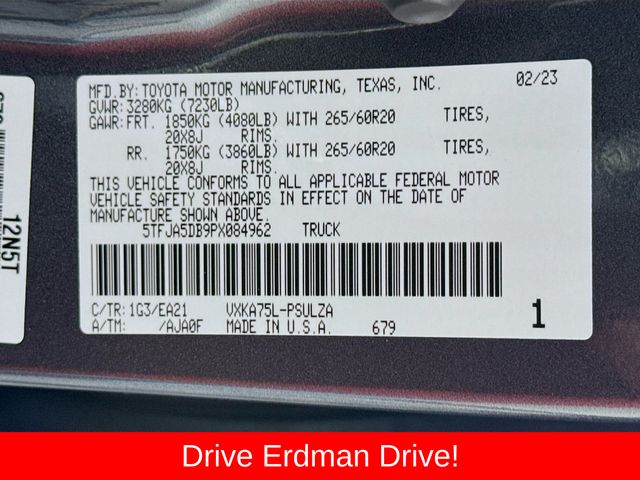 MFD.BY:TOYOTA MOTOR MANUFACTURING, TEXAS, INC. 02/23
GVWR:3280KG (7230LB)
GAWR:FRT. 1850KG (4080LB) WITH 265/60R20 TIRES,
20X8J RIMS.
RR. 1750KG (3860LB) WITH 265/60R20 TIRES,
20X8J RIMS.
THIS VEHICLE CONFORMS TO ALL APPLICABLE FEDERAL MOTOR
VEHICLE SAFETY STANDARDS IN EFFECT ON THE DATE OF
MANUFACTURE SHOWN ABOVE.
5TFJA5DB9PX084962 TRUCK
C/TR:1G3/EA21 VXKA75L-PSULZA
A/TM: /AJA0F MADE IN U.S.A. 679
1
12N5T
Drive Erdman Drive!